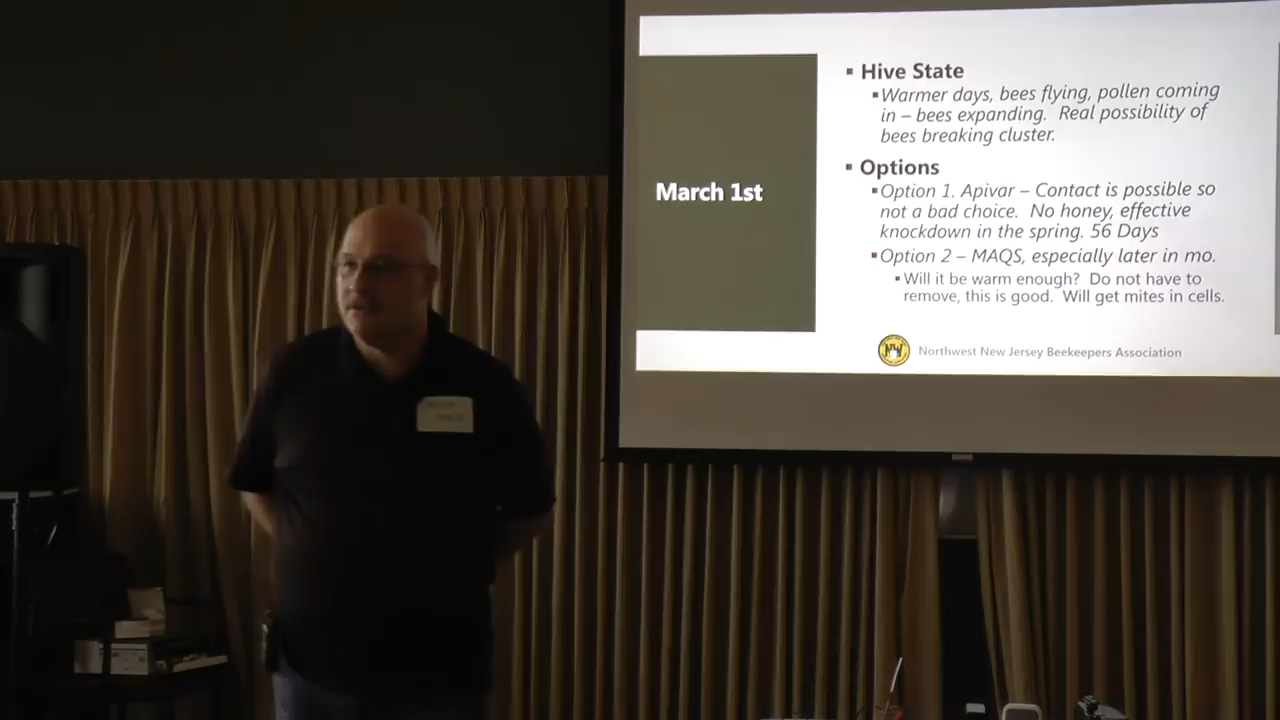 March 1st
▪ Hive State
▪ Warmer days, bees flying, pollen coming
in – bees expanding. Real possibility of
bees breaking cluster.
▪ Options
▪ Option 1. Apivar – Contact is possible so
not a bad choice. No honey, effective
knockdown in the spring. 56 Days
▪ Option 2 – MAQS, especially later in mo.
▪ Will it be warm enough? Do not have to
remove, this is good. Will get mites in cells.
Northwest New Jersey Beekeepers Association